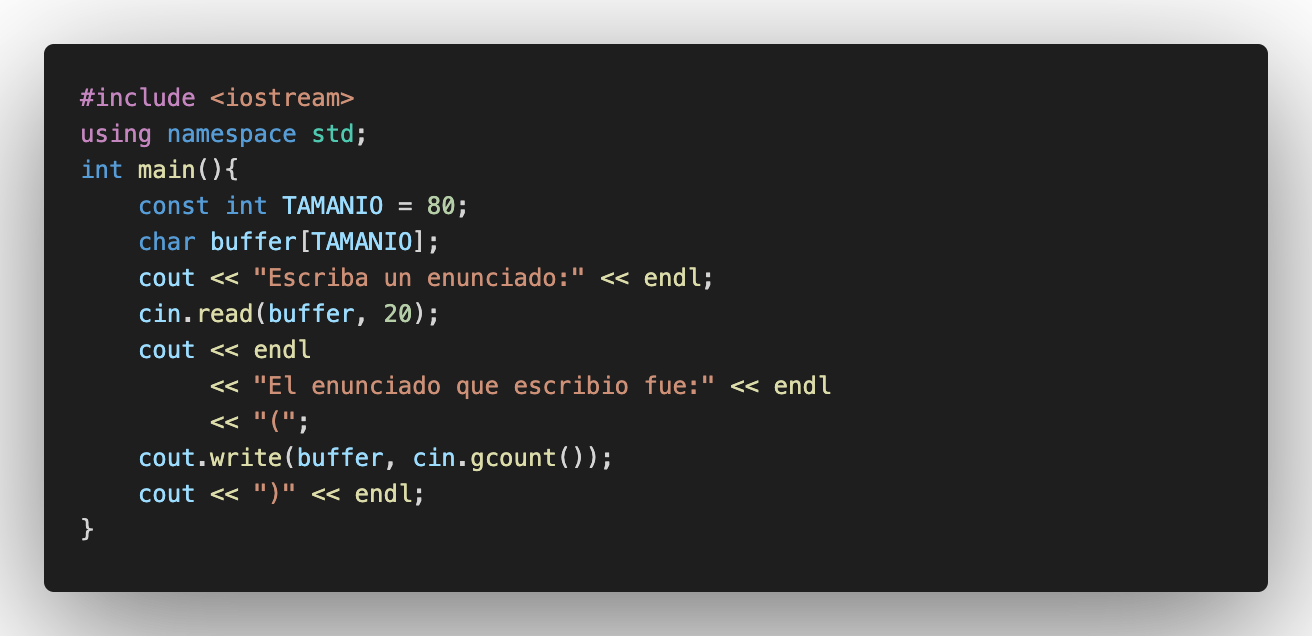 #include <iostream>
using namespace std;
int main(){
    const int TAMANIO = 80;
    char buffer[TAMANIO];
    cout << "Escriba un enunciado:" << endl;
    cin.read(buffer, 20);
    cout << endl
         << "El enunciado que escribio fue:" << endl
         << "(";
    cout.write(buffer, cin.gcount());
    cout << ")" << endl;
}